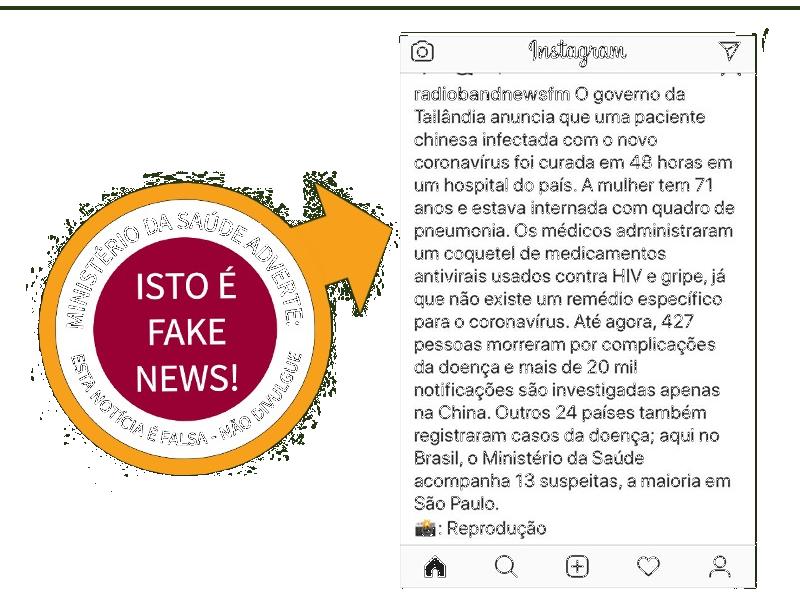 MINISTÉRIO DA SAÚDE ADVERTE:
ISTO É
FAKE
NEWS!
ESTA NOTÍCIA É FALSA - NÃO DIVULGUE
Instagram
radiobandnewsfm O governo da
Tailândia anuncia que uma paciente
chinesa infectada com o novo
coronavírus foi curada em 48 horas em
um hospital do país. A mulher tem 71
anos e estava internada com quadro de
pneumonia. Os médicos administraram
um coquetel de medicamentos
antivirais usados contra HIV e gripe, já
que não existe um remédio específico
para o coronavírus. Até agora, 427
pessoas morreram por complicações
da doença e mais de 20 mil
notificações são investigadas apenas
na China. Outros 24 países também
registraram casos da doença; aqui no
Brasil, o Ministério da Saúde
acompanha 13 suspeitas, a maioria em
São Paulo.
📸: Reprodução